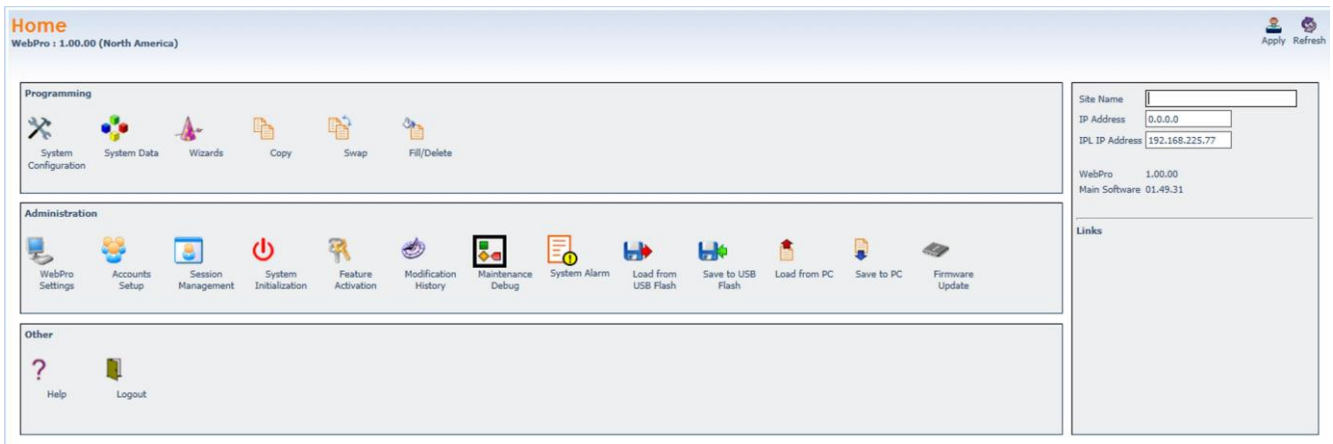 Home
WebPro : 1.00.00 (North America)
Apply Refresh
Programming
System Configuration
System Data
Wizards
Copy
Swap
Fill/Delete
Administration
WebPro Settings
Accounts Setup
Session Management
System Initialization
Feature Activation
Modification History
Maintenance Debug
System Alarm
Load from USB Flash
Save to USB Flash
Load from PC
Save to PC
Firmware Update
Other
?
Help
Logout
Site Name
IP Address 0.0.0.0
IPL IP Address 192.168.225.77
WebPro 1.00.00
Main Software 01.49.31
Links